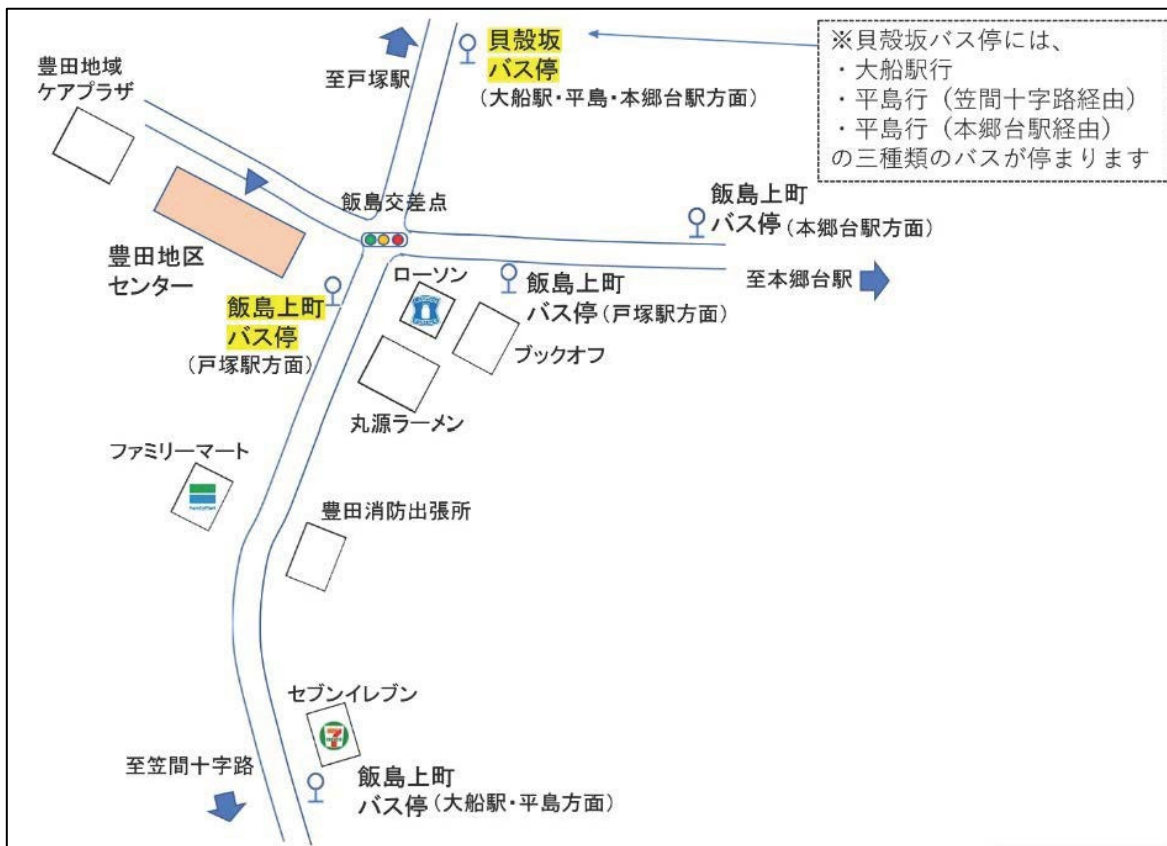 豊田地域
ケアプラザ
至戸塚駅
貝殻坂
バス停
(大船駅・平島・本郷台駅方面)
※貝殻坂バス停には、
・大船駅行
・平島行（笠間十字路経由）
・平島行（本郷台駅経由）
の三種類のバスが停まります
飯島交差点
飯島上町
バス停(本郷台駅方面)
豊田地区
センター
ローソン
至本郷台駅
飯島上町
バス停
(戸塚駅方面)
飯島上町
バス停(戸塚駅方面)
ブックオフ
丸源ラーメン
ファミリーマート
FamilyMart
豊田消防出張所
セブンイレブン
至笠間十字路
飯島上町
バス停(大船駅・平島方面)